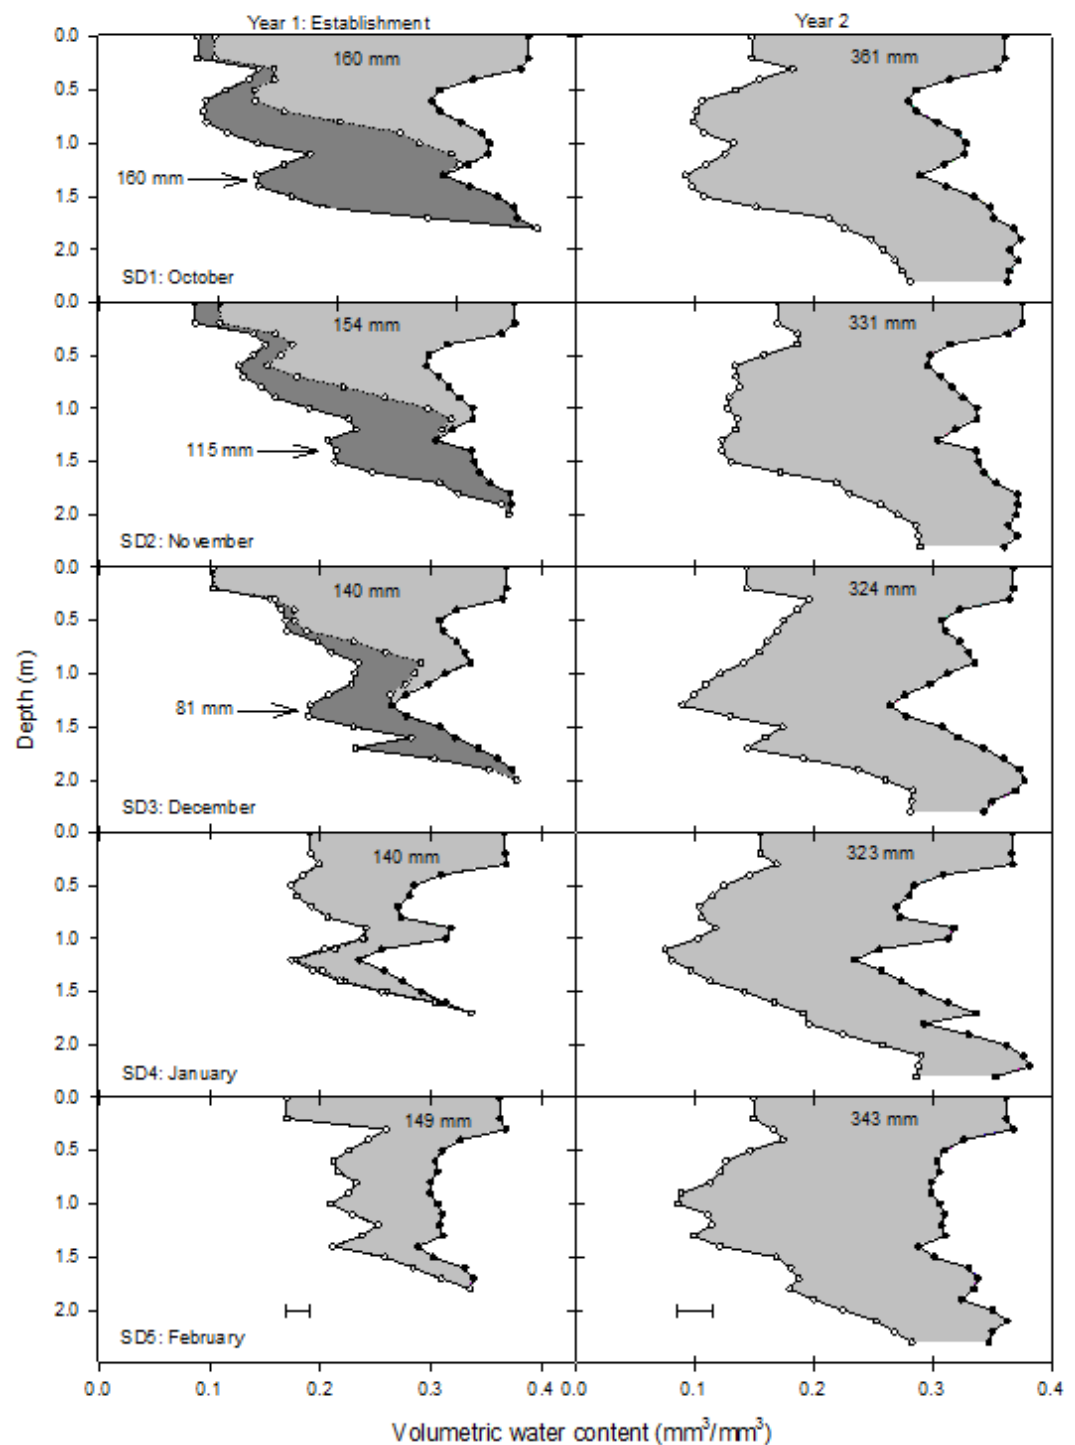 Year 1: Establishment
Year 2
0.0
160 mm
361 mm
0.5
1.0
160 mm
1.5
2.0
SD1: October
0.0
154 mm
331 mm
0.5
1.0
115 mm
1.5
2.0
SD2: November
0.0
140 mm
324 mm
0.5
1.0
81 mm
1.5
2.0
SD3: December
0.0
140 mm
323 mm
0.5
1.0
1.5
2.0
SD4: January
0.0
149 mm
343 mm
0.5
1.0
1.5
2.0
SD5: February
Depth (m)
0.0 0.1 0.2 0.3 0.4 0.0 0.1 0.2 0.3 0.4
Volumetric water content (mm³/mm³)